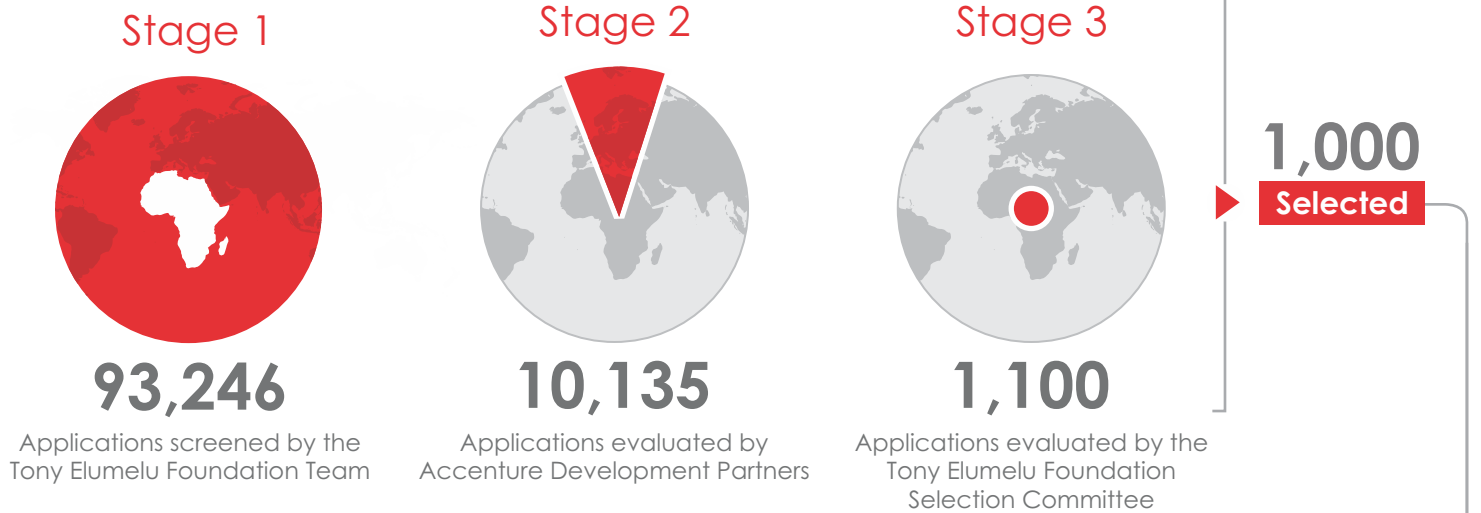 Stage 1
93,246
Applications screened by the
Tony Elumelu Foundation Team
Stage 2
10,135
Applications evaluated by
Accenture Development Partners
Stage 3
1,100
Applications evaluated by the
Tony Elumelu Foundation
Selection Committee
1,000
Selected